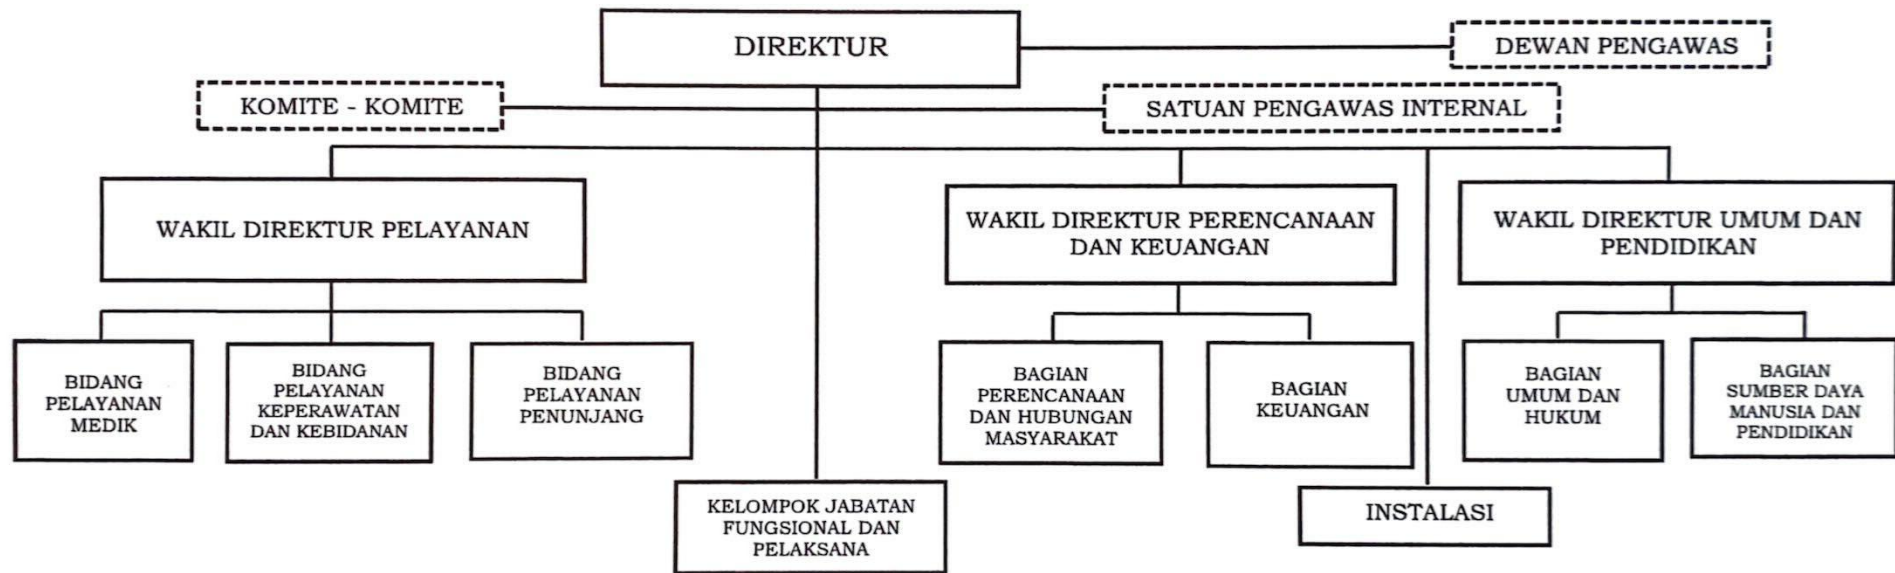 DIREKTUR
DEWAN PENGAWAS
KOMITE - KOMITE
SATUAN PENGAWAS INTERNAL
WAKIL DIREKTUR PELAYANAN
WAKIL DIREKTUR PERENCANAAN
DAN KEUANGAN
WAKIL DIREKTUR UMUM DAN
PENDIDIKAN
BIDANG
PELAYANAN
MEDIK
BIDANG
PELAYANAN
KEPERAWATAN
DAN KEBIDANAN
BIDANG
PELAYANAN
PENUNJANG
BAGIAN
PERENCANAAN
DAN HUBUNGAN
MASYARAKAT
BAGIAN
KEUANGAN
BAGIAN
UMUM DAN
HUKUM
BAGIAN
SUMBER DAYA
MANUSIA DAN
PENDIDIKAN
KELOMPOK JABATAN
FUNGSIONAL DAN
PELAKSANA
INSTALASI